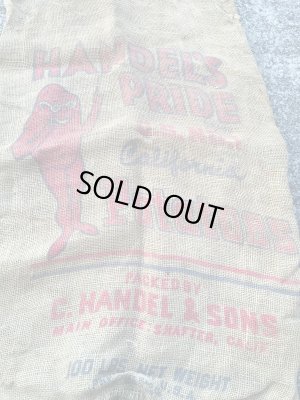 HANDEL'S
PRIDE
California
SOLD OUT
PACKED BY
C. HANDEL & SONS
MAIN OFFICE-SHAFTER, CALIF.
100 LBS. NET WEIGHT